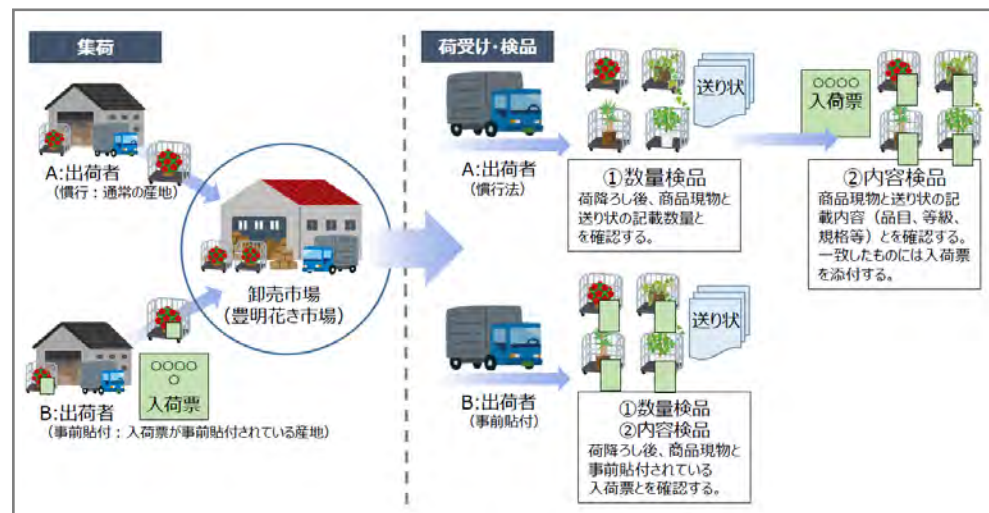 集荷
A:出荷者
(慣行:通常の産地)
卸売市場
(豊明花き市場)
○○○○
○
入荷票
B:出荷者
(事前貼付:入荷票が事前貼付されている産地)
荷受け・検品
A:出荷者
(慣行法)
送り状
①数量検品
荷降ろし後、商品現物と
送り状の記載数量と
を確認する。
○○○○
入荷票
②内容検品
商品現物と送り状の記
載内容(品目、等級、
規格等)とを確認する。
一致したものには入荷票
を添付する。
B:出荷者
(事前貼付)
送り状
①数量検品
②内容検品
荷降ろし後、商品現物と
事前貼付されている
入荷票とを確認する。